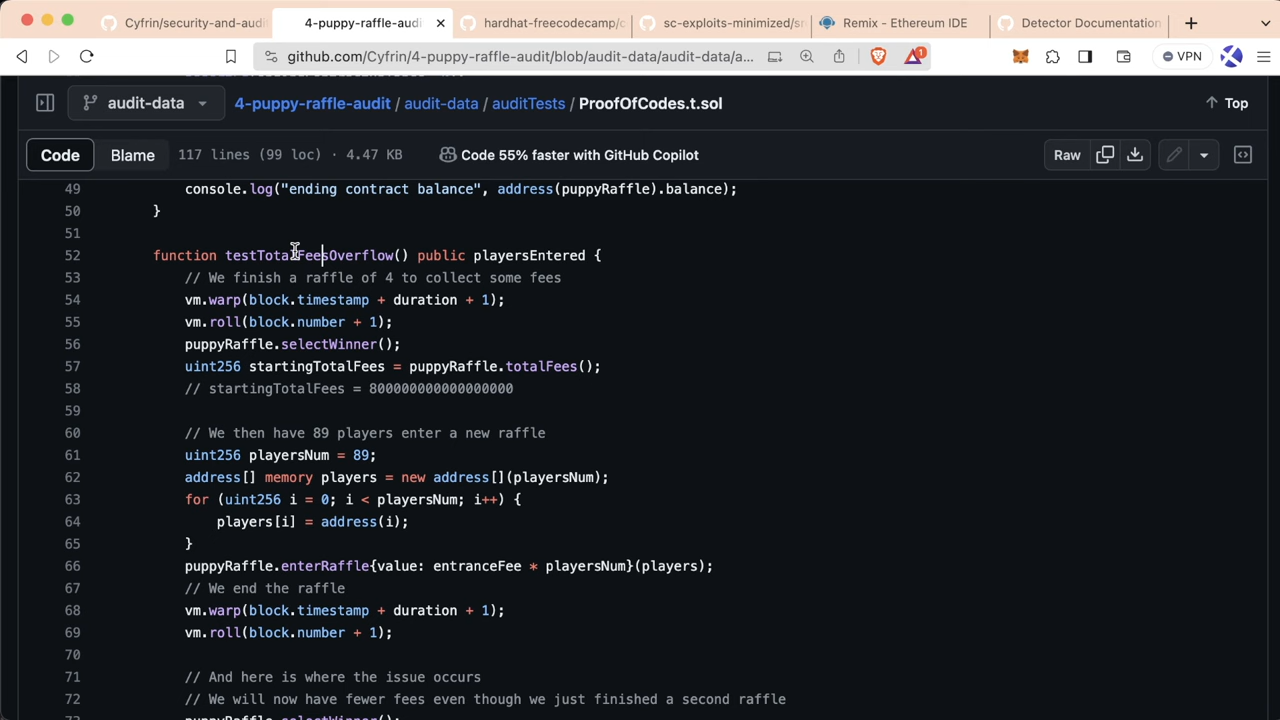 Cyfrin/security-and-audi
4-puppy-raffle-audi
hardhat-freecodecamp/c
sc-exploits-minimized/sr
Remix - Ethereum IDE
Detector Documentation
github.com/Cyfrin/4-puppy-raffle-audit/blob/audit-data/audit-data/a...
1
VPN
audit-data
4-puppy-raffle-audit / audit-data / auditTests / ProofOfCodes.t.sol
Top
Code
Blame
117 lines (99 loc) · 4.47 KB
Code 55% faster with GitHub Copilot
Raw
49 console.log("ending contract balance", address(puppyRaffle).balance);
50 }
51
52 function testTotalFeesOverflow() public playersEntered {
53 // We finish a raffle of 4 to collect some fees
54 vm.warp(block.timestamp + duration + 1);
55 vm.roll(block.number + 1);
56 puppyRaffle.selectWinner();
57 uint256 startingTotalFees = puppyRaffle.totalFees();
58 // startingTotalFees = 800000000000000000
59
60 // We then have 89 players enter a new raffle
61 uint256 playersNum = 89;
62 address[] memory players = new address[](playersNum);
63 for (uint256 i = 0; i < playersNum; i++) {
64 players[i] = address(i);
65 }
66 puppyRaffle.enterRaffle{value: entranceFee * playersNum}(players);
67 // We end the raffle
68 vm.warp(block.timestamp + duration + 1);
69 vm.roll(block.number + 1);
70
71 // And here is where the issue occurs
72 // We will now have fewer fees even though we just finished a second raffle
73 puppyRaffle.selectWinner();